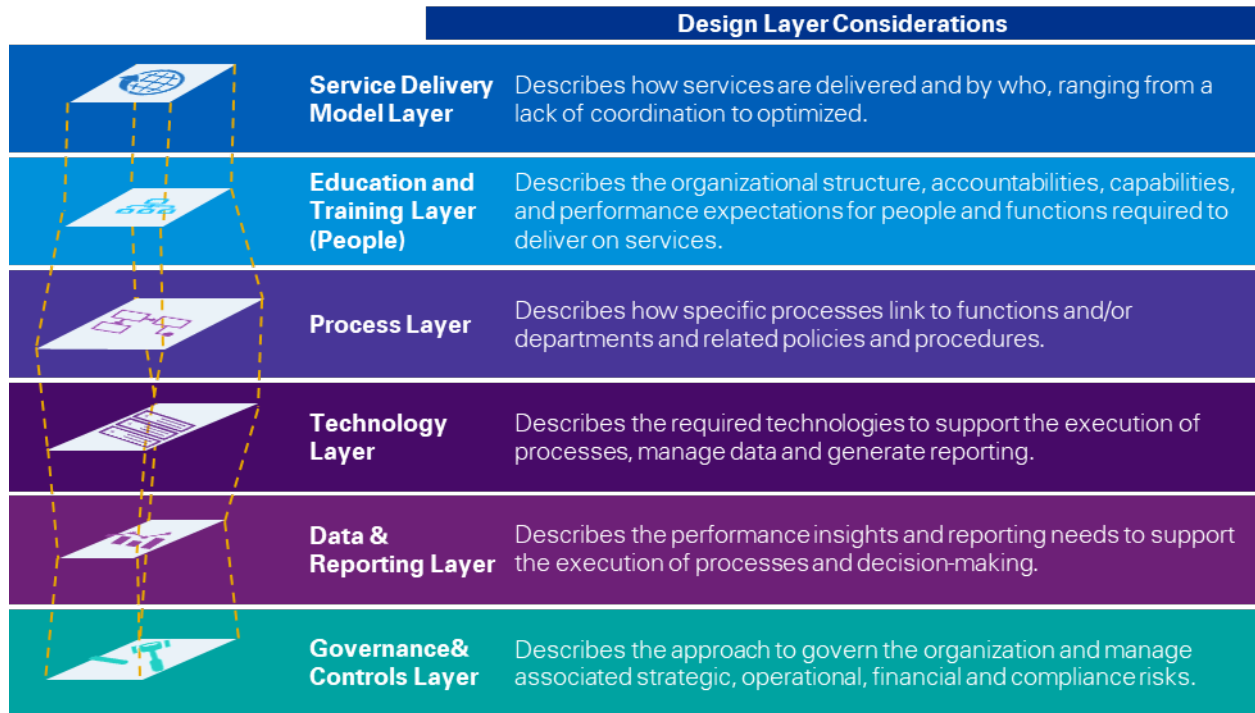 Design Layer Considerations
Service Delivery
Model Layer
Describes how services are delivered and by who, ranging from a
lack of coordination to optimized.
Education and
Training Layer
(People)
Describes the organizational structure, accountabilities, capabilities,
and performance expectations for people and functions required to
deliver on services.
Process Layer
Describes how specific processes link to functions and/or
departments and related policies and procedures.
Technology
Layer
Describes the required technologies to support the execution of
processes, manage data and generate reporting.
Data &
Reporting Layer
Describes the performance insights and reporting needs to support
the execution of processes and decision-making.
Governance&
Controls Layer
Describes the approach to govern the organization and manage
associated strategic, operational, financial and compliance risks.